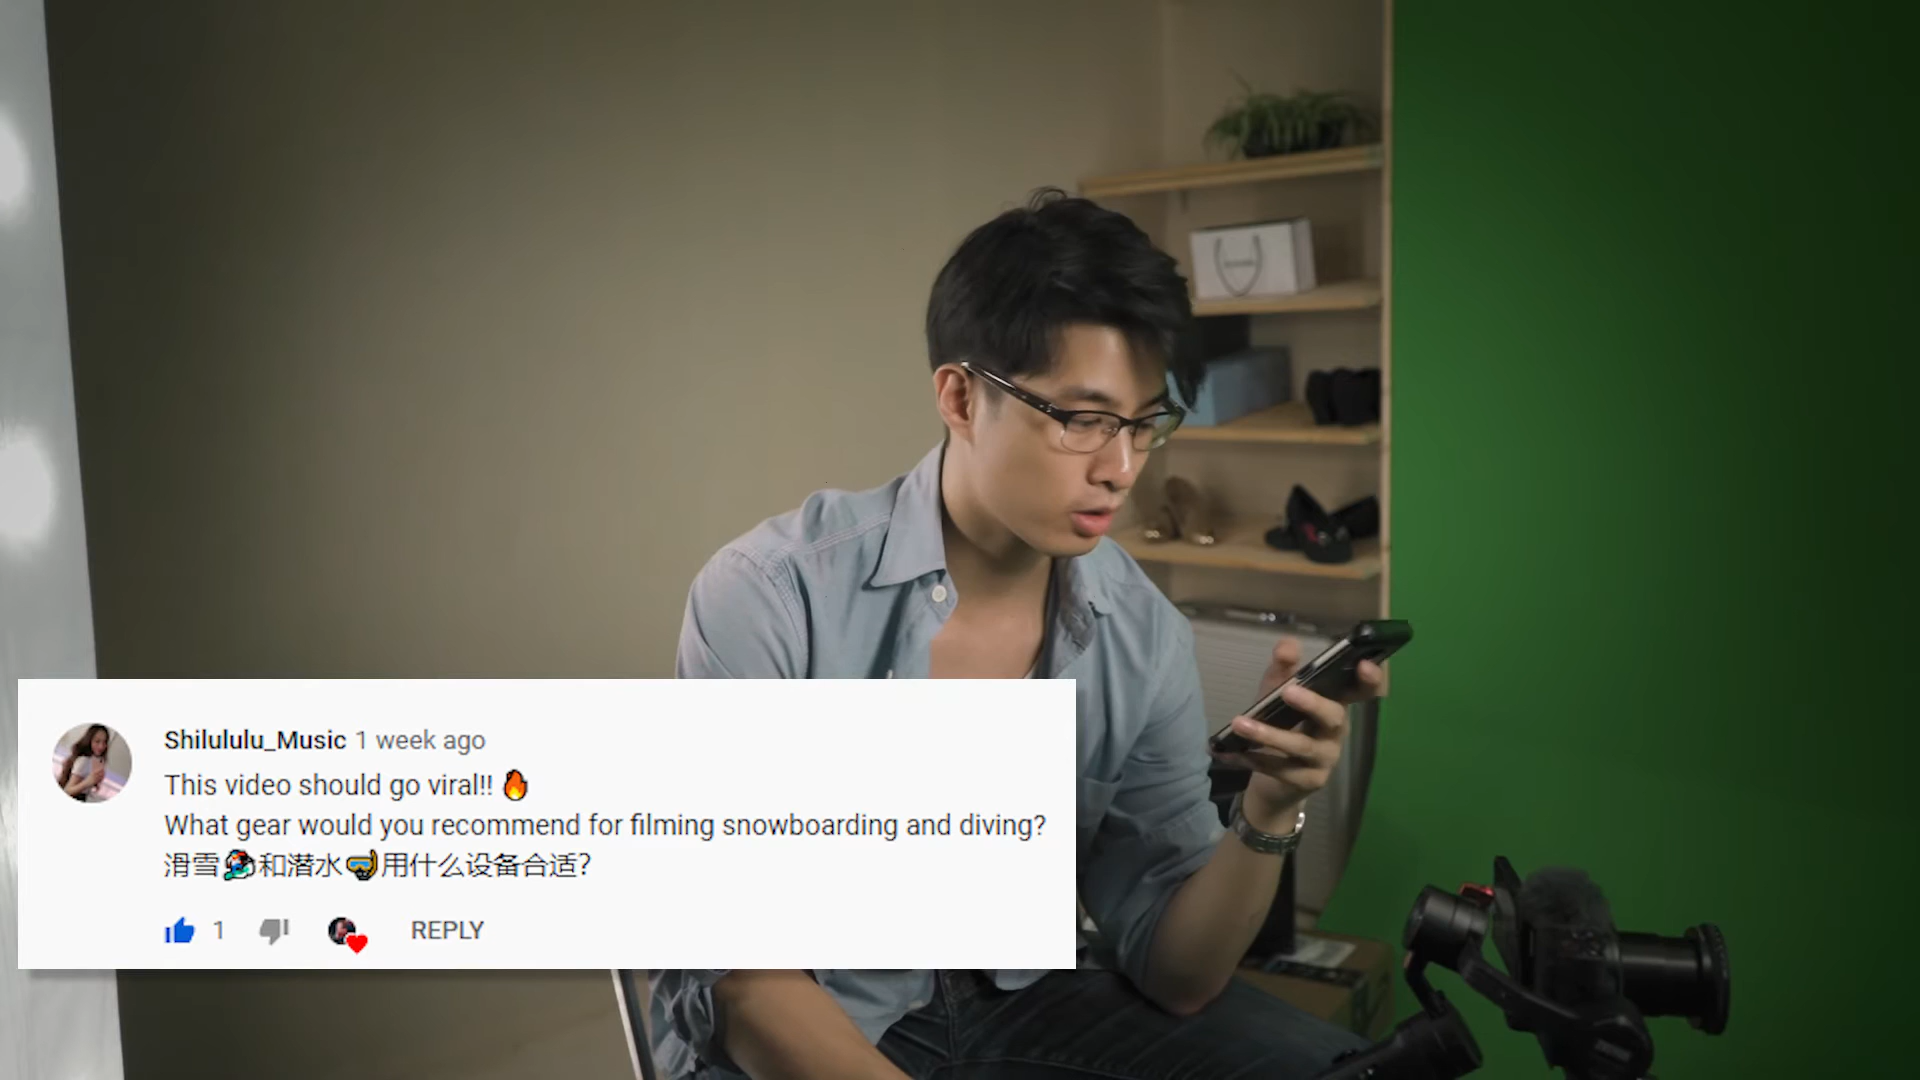 Shilululu_Music 1 week ago
This video should go viral!! 🔥
What gear would you recommend for filming snowboarding and diving?
滑雪🏂和潜水🤿用什么设备合适?
1 REPLY